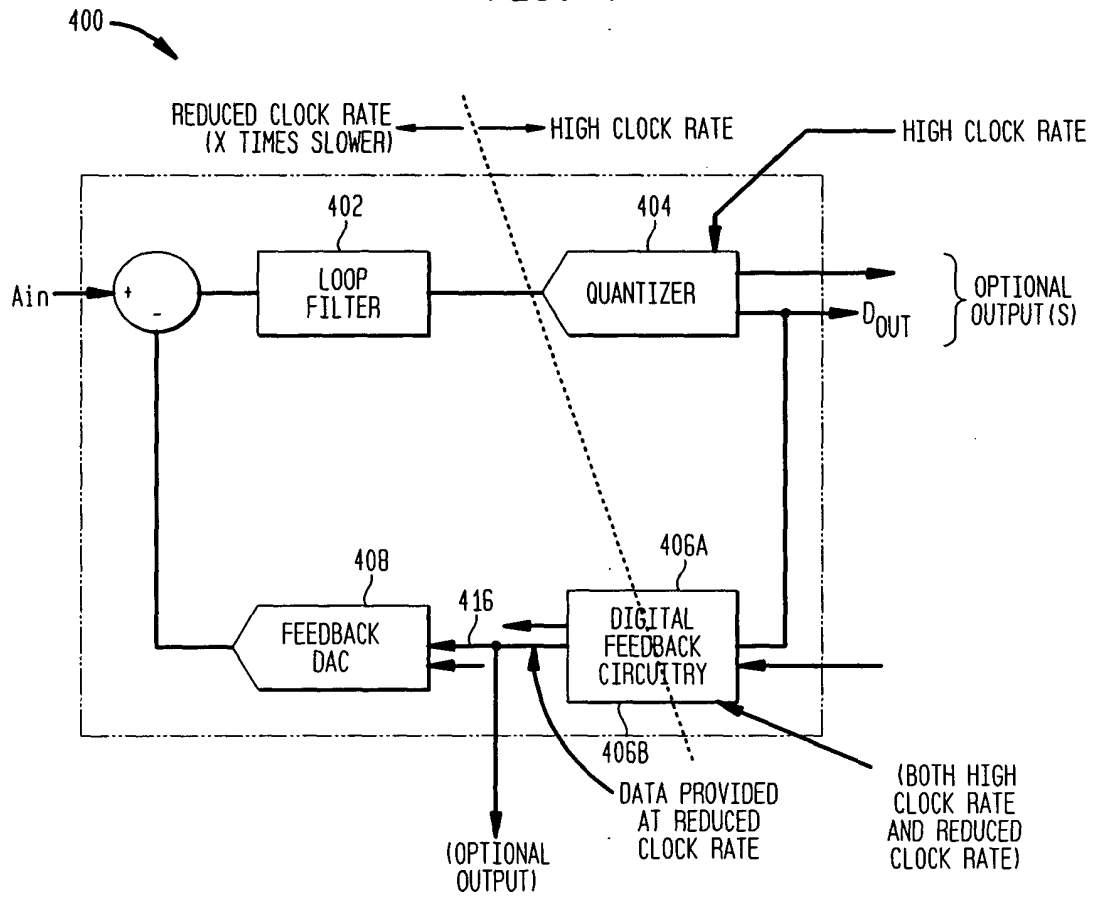 400
REDUCED CLOCK RATE
(X TIMES SLOWER)
HIGH CLOCK RATE
HIGH CLOCK RATE
402
404
Ain
+
-
LOOP
FILTER
QUANTIZER
DOUT
OPTIONAL
OUTPUT(S)
408
416
406A
FEEDBACK
DAC
DIGITAL
FEEDBACK
CIRCUITRY
406B
DATA PROVIDED
AT REDUCED
CLOCK RATE
(BOTH HIGH
CLOCK RATE
AND REDUCED
CLOCK RATE)
(OPTIONAL
OUTPUT)